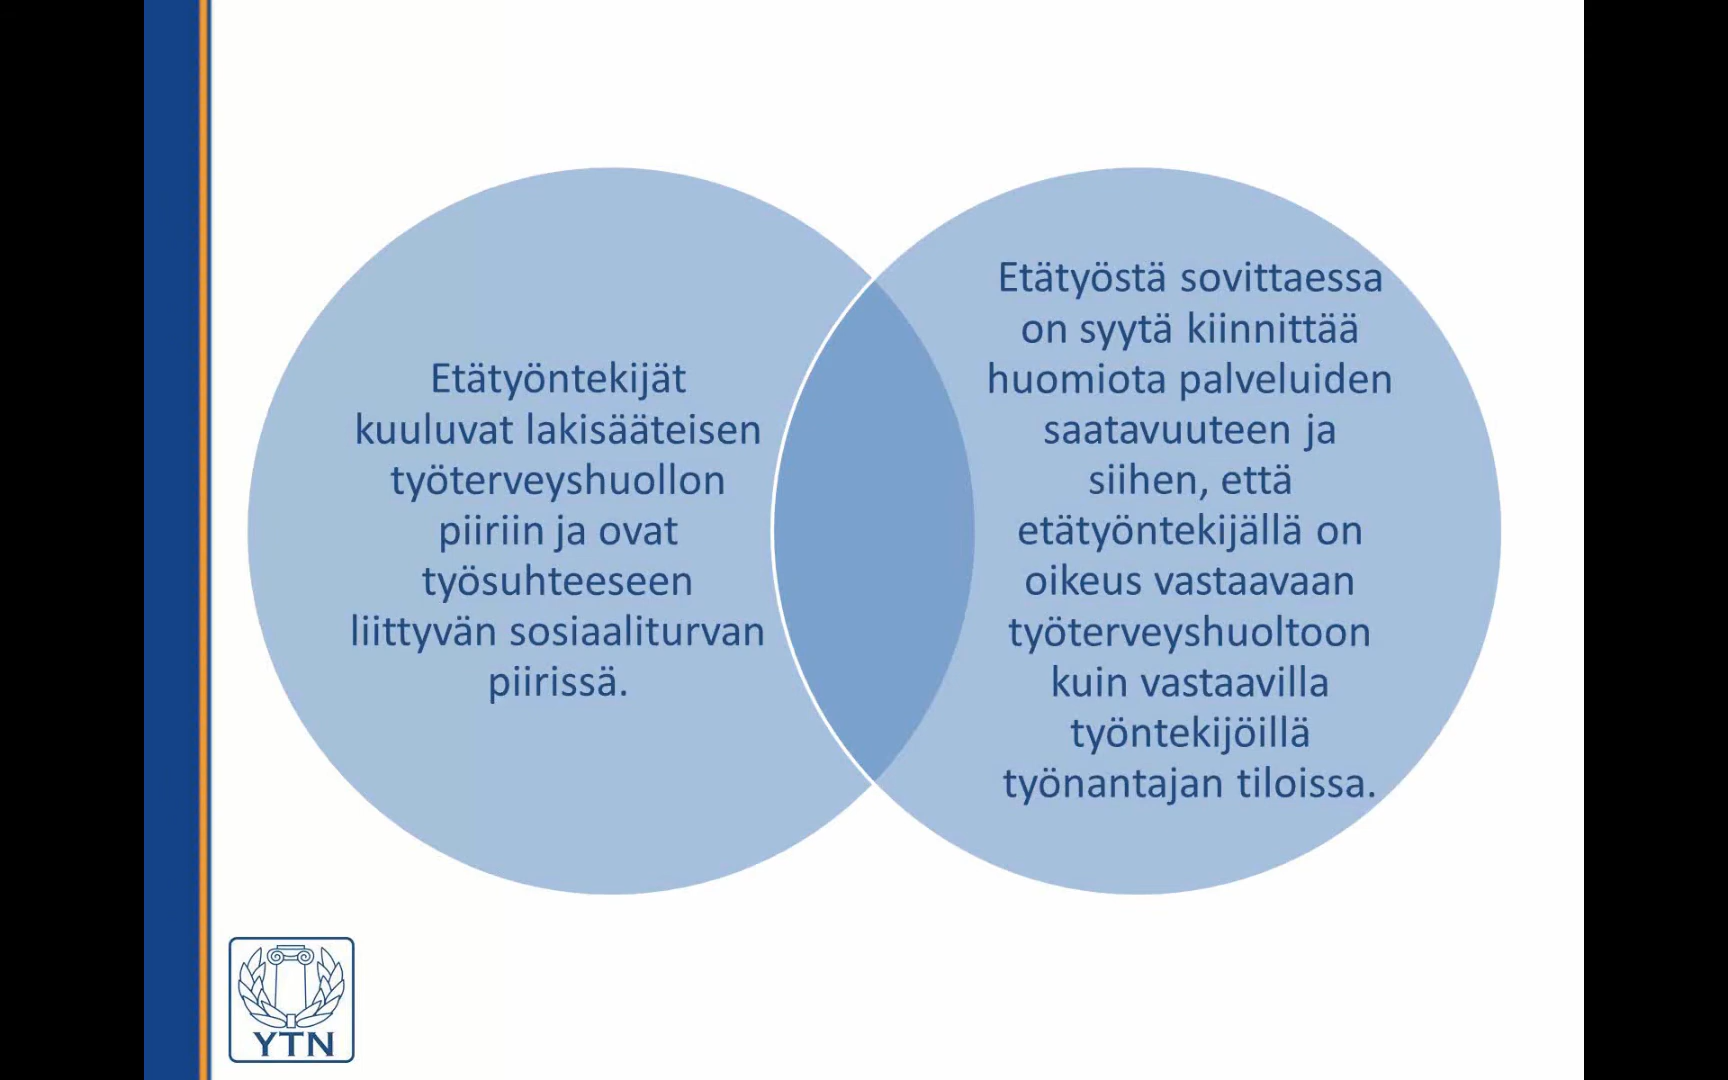 Etätyöntekijät
kuuluvat lakisääteisen
työterveyshuollon
piiriin ja ovat
työsuhteeseen
liittyvän sosiaaliturvan
piirissä.
Etätyöstä sovittaessa
on syytä kiinnittää
huomiota palveluiden
saatavuuteen ja
siihen, että
etätyöntekijällä on
oikeus vastaavaan
työterveyshuoltoon
kuin vastaavilla
työntekijöillä
työnantajan tiloissa.
YTN